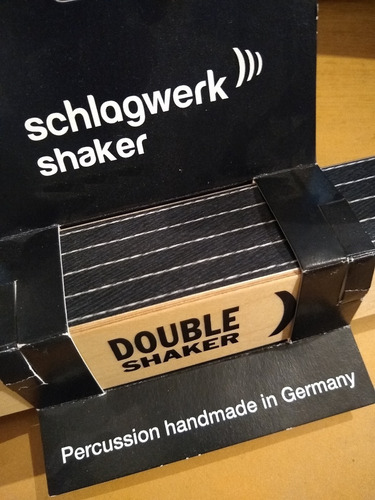 schlagwerk
shaker
DOUBLE
SHAKER
Percussion handmade in Germany